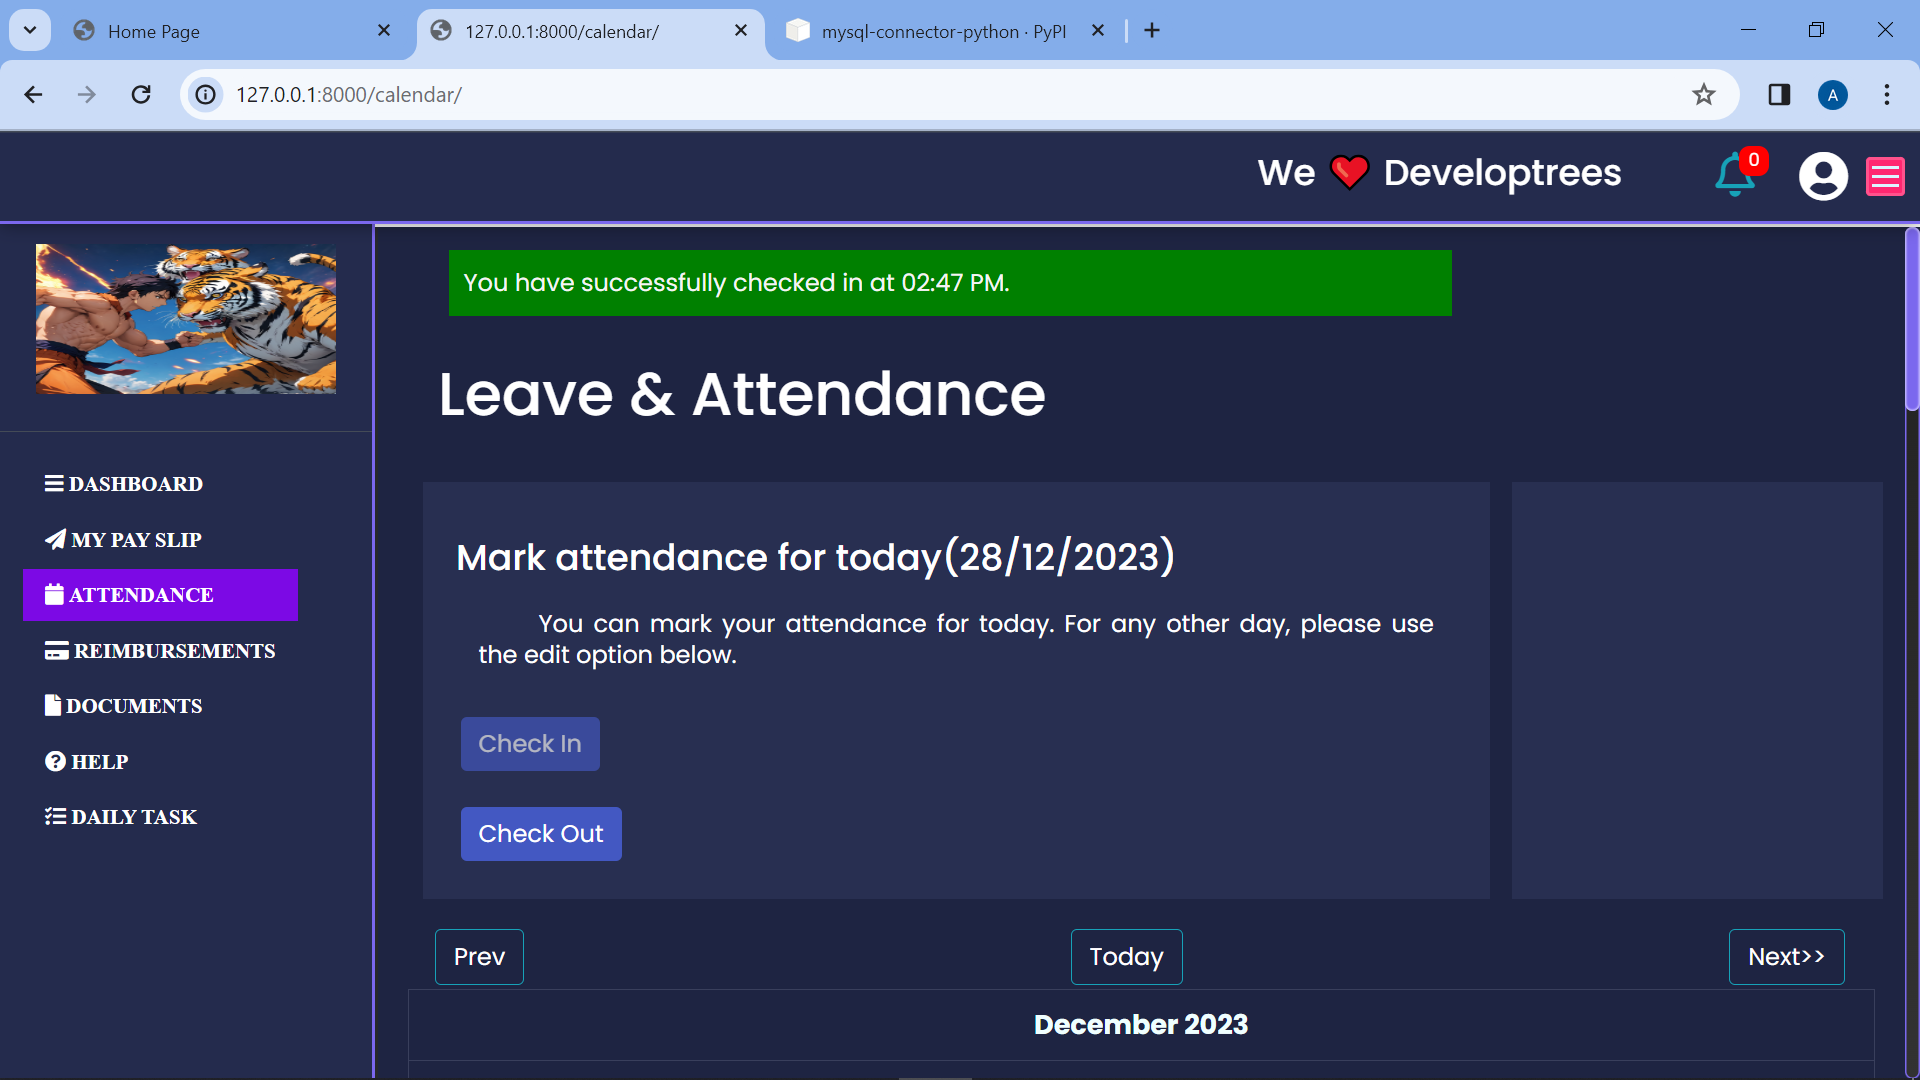 Home Page
127.0.0.1:8000/calendar/
mysql-connector-python · PyPI
127.0.0.1:8000/calendar/
A
We ❤ Developtrees
0
You have successfully checked in at 02:47 PM.
Leave & Attendance
DASHBOARD
MY PAY SLIP
ATTENDANCE
REIMBURSEMENTS
DOCUMENTS
HELP
DAILY TASK
Mark attendance for today(28/12/2023)
You can mark your attendance for today. For any other day, please use
the edit option below.
Check In
Check Out
Prev
Today
Next>>
December 2023